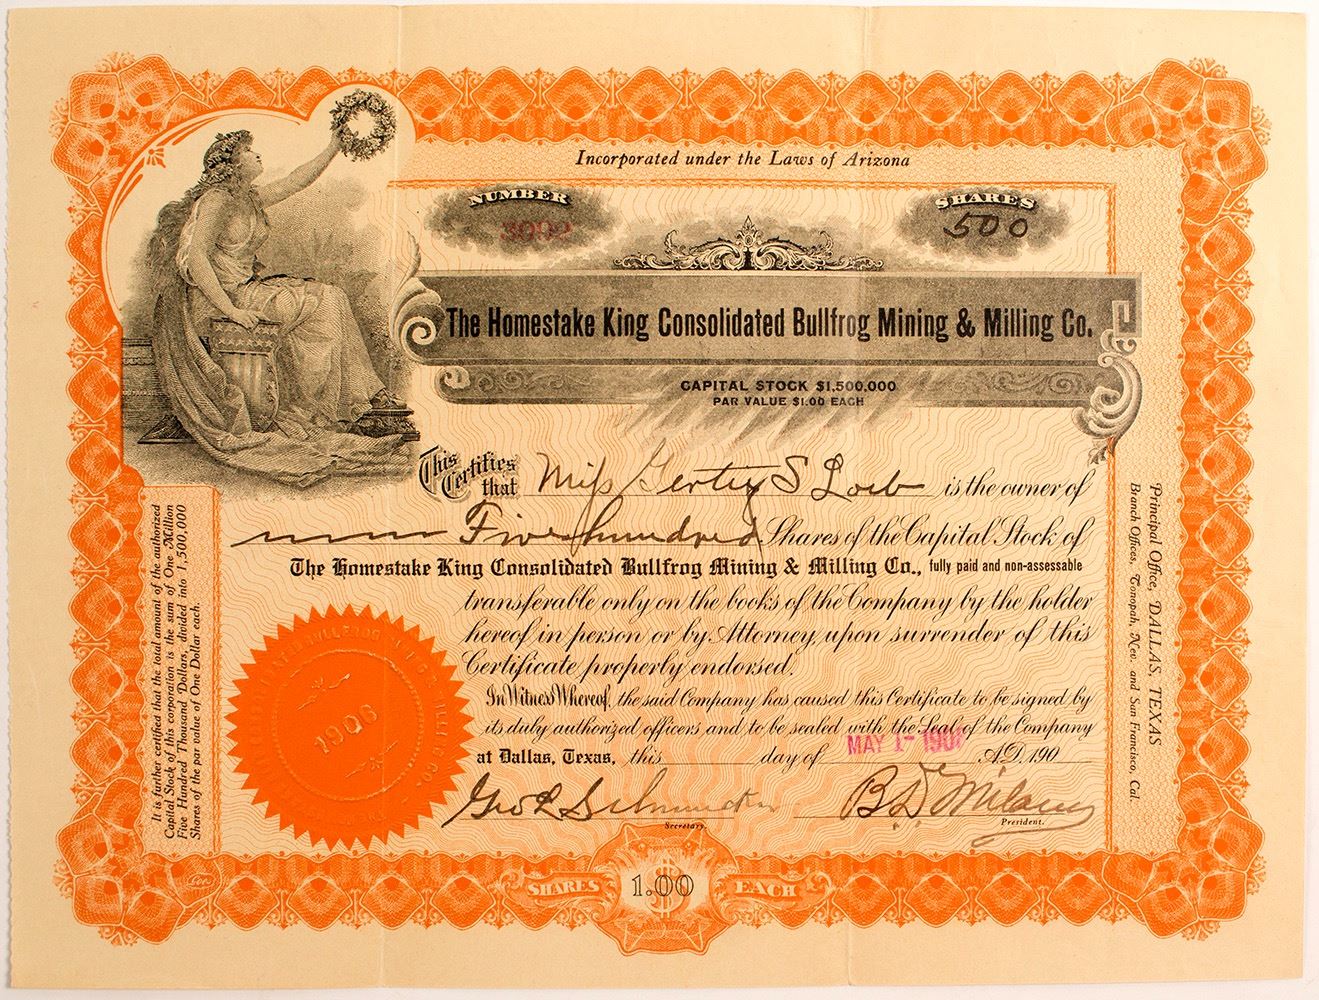 Incorporated under the Laws of Arizona
NUMBER
3092
SHARES
500
The Homestake King Consolidated Bullfrog Mining & Milling Co.
CAPITAL STOCK $1,500,000
PAR VALUE $1.00 EACH
This Certifies that Miss Gertie S Loeb is the owner of
Five hundred Shares of the Capital Stock of
The Homestake King Consolidated Bullfrog Mining & Milling Co., fully paid and non-assessable
transferable only on the books of the Company by the holder
hereof in person or by Attorney, upon surrender of this
Certificate properly endorsed.
In Witness Whereof, the said Company has caused this Certificate to be signed by
its duly authorized officers and to be sealed with the Seal of the Company
at Dallas, Texas, this day of MAY 1- A.D. 190
Geo L Schmucker
Secretary.
B D Milam
President.
It is further certified that the total amount of the authorized
Capital Stock of this corporation is the sum of One Million
Five Hundred Thousand Dollars, divided into 1,500,000
Shares of the par value of One Dollar each.
Principal Office, DALLAS, TEXAS
Branch Offices, Tonopah, Nev. and San Francisco, Cal.
1906
SHARES 1.00 EACH